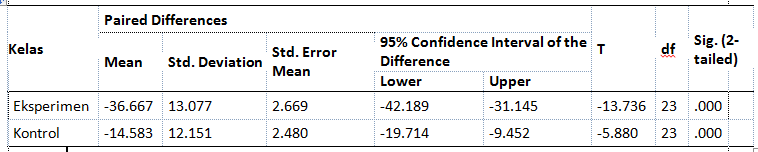 Kelas Paired Differences T df Sig. (2-tailed)
Mean Std. Deviation Std. Error Mean 95% Confidence Interval of the Difference
Lower Upper
Eksperimen -36.667 13.077 2.669 -42.189 -31.145 -13.736 23 .000
Kontrol -14.583 12.151 2.480 -19.714 -9.452 -5.880 23 .000